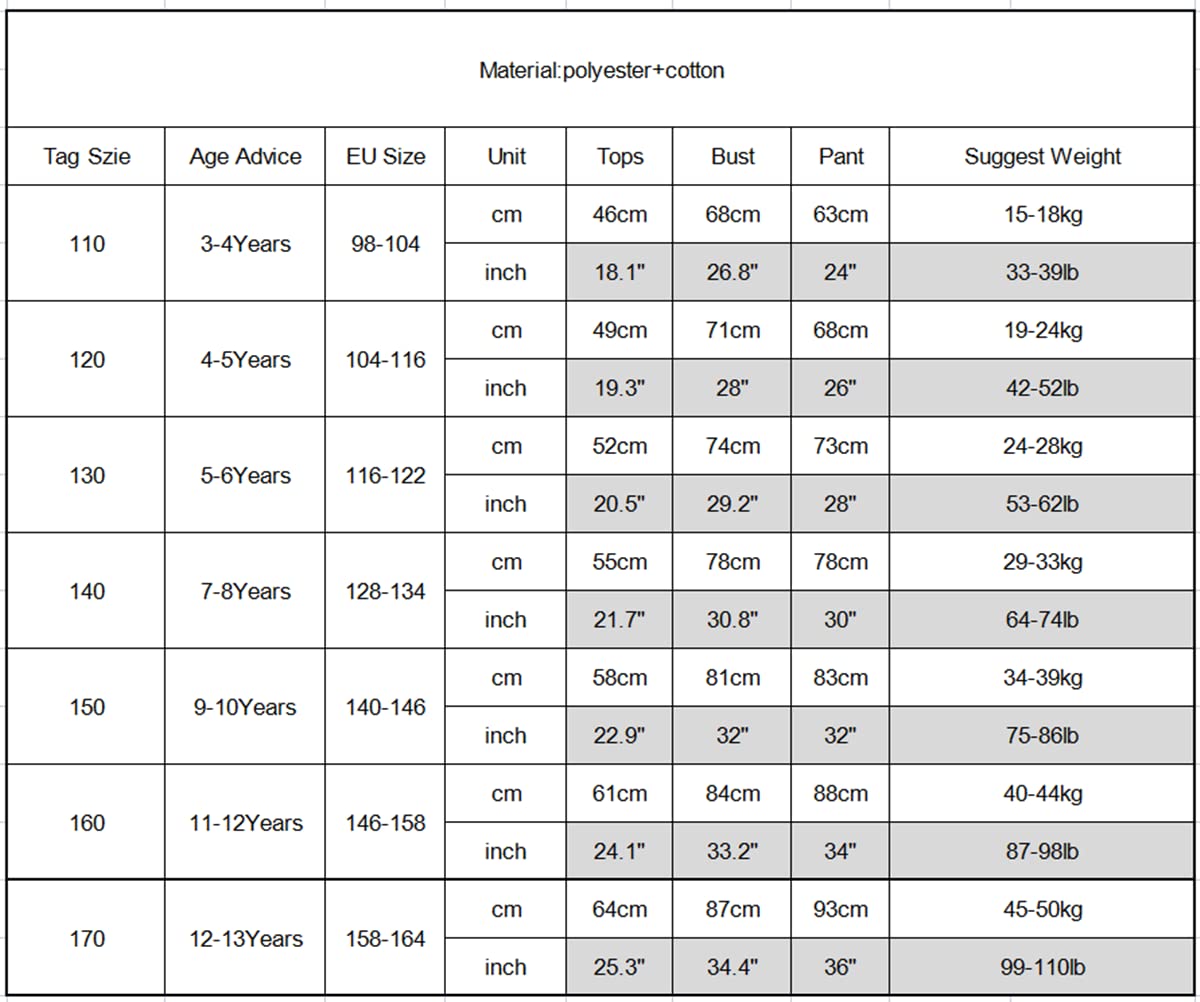 Material:polyester+cotton
Tag Szie Age Advice EU Size Unit Tops Bust Pant Suggest Weight
110 3-4Years 98-104 cm 46cm 68cm 63cm 15-18kg
inch 18.1" 26.8" 24" 33-39lb
120 4-5Years 104-116 cm 49cm 71cm 68cm 19-24kg
inch 19.3" 28" 26" 42-52lb
130 5-6Years 116-122 cm 52cm 74cm 73cm 24-28kg
inch 20.5" 29.2" 28" 53-62lb
140 7-8Years 128-134 cm 55cm 78cm 78cm 29-33kg
inch 21.7" 30.8" 30" 64-74lb
150 9-10Years 140-146 cm 58cm 81cm 83cm 34-39kg
inch 22.9" 32" 32" 75-86lb
160 11-12Years 146-158 cm 61cm 84cm 88cm 40-44kg
inch 24.1" 33.2" 34" 87-98lb
170 12-13Years 158-164 cm 64cm 87cm 93cm 45-50kg
inch 25.3" 34.4" 36" 99-110lb